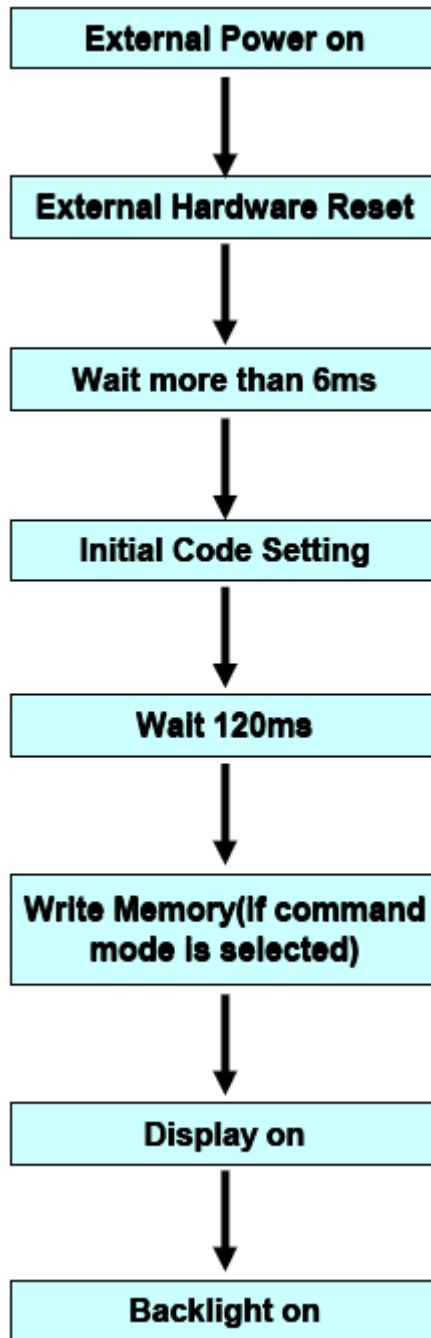 External Power on
External Hardware Reset
Wait more than 6ms
Initial Code Setting
Wait 120ms
Write Memory(if command
mode is selected)
Display on
Backlight on